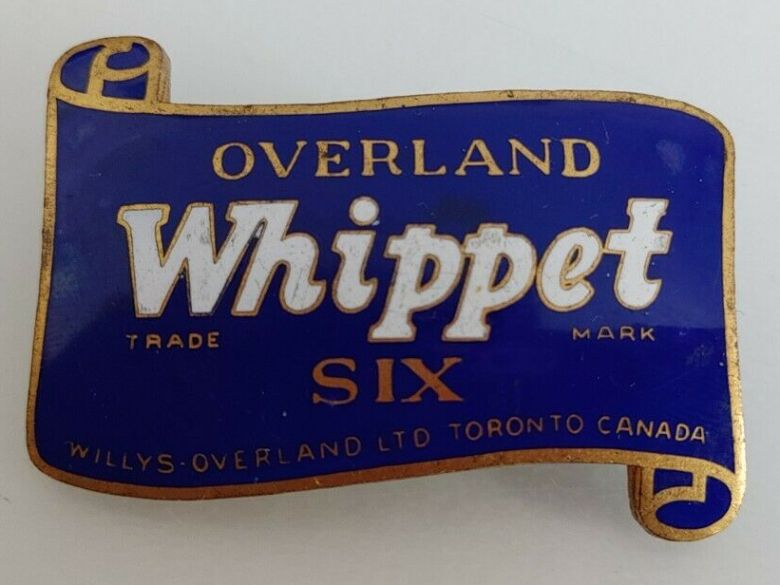 OVERLAND
Whippet
TRADE MARK
SIX
WILLYS-OVERLAND LTD TORONTO CANADA